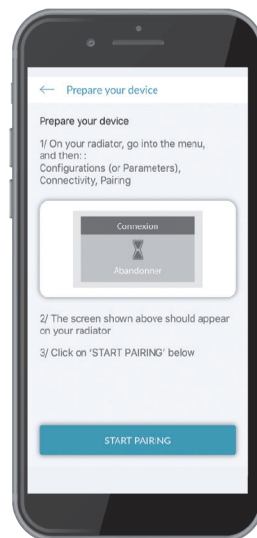 ← Prepare your device
Prepare your device
1/ On your radiator, go into the menu,
and then: :
Configurations (or Parameters),
Connectivity, Pairing
Connexion
Abandonner
2/ The screen shown above should appear
on your radiator
3/ Click on 'START PAIRING' below
START PAIRING